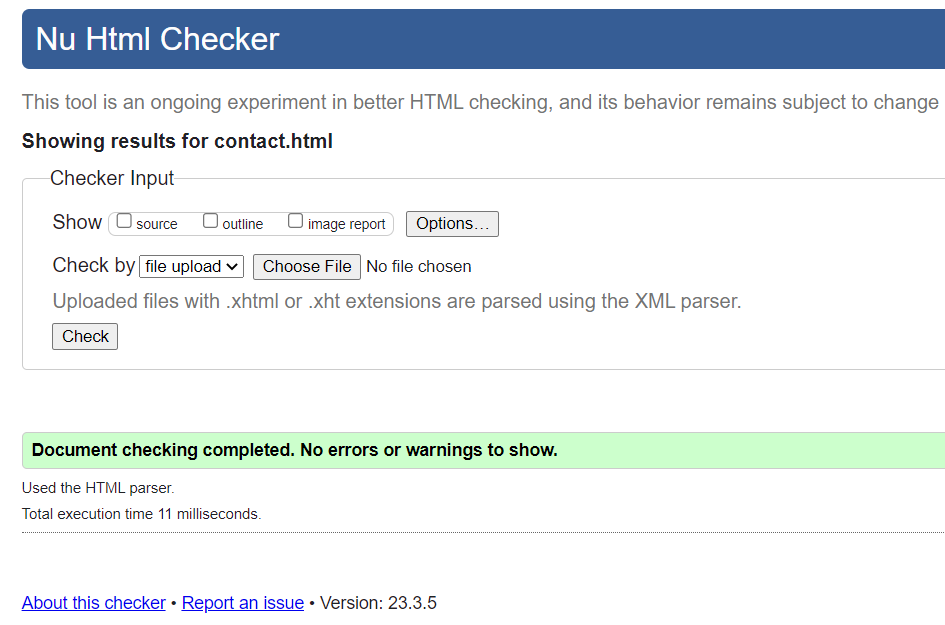 Nu Html Checker
This tool is an ongoing experiment in better HTML checking, and its behavior remains subject to change
Showing results for contact.html
Checker Input
Show source outline image report Options…
Check by file upload Choose File No file chosen
Uploaded files with .xhtml or .xht extensions are parsed using the XML parser.
Check
Document checking completed. No errors or warnings to show.
Used the HTML parser.
Total execution time 11 milliseconds.
About this checker • Report an issue • Version: 23.3.5